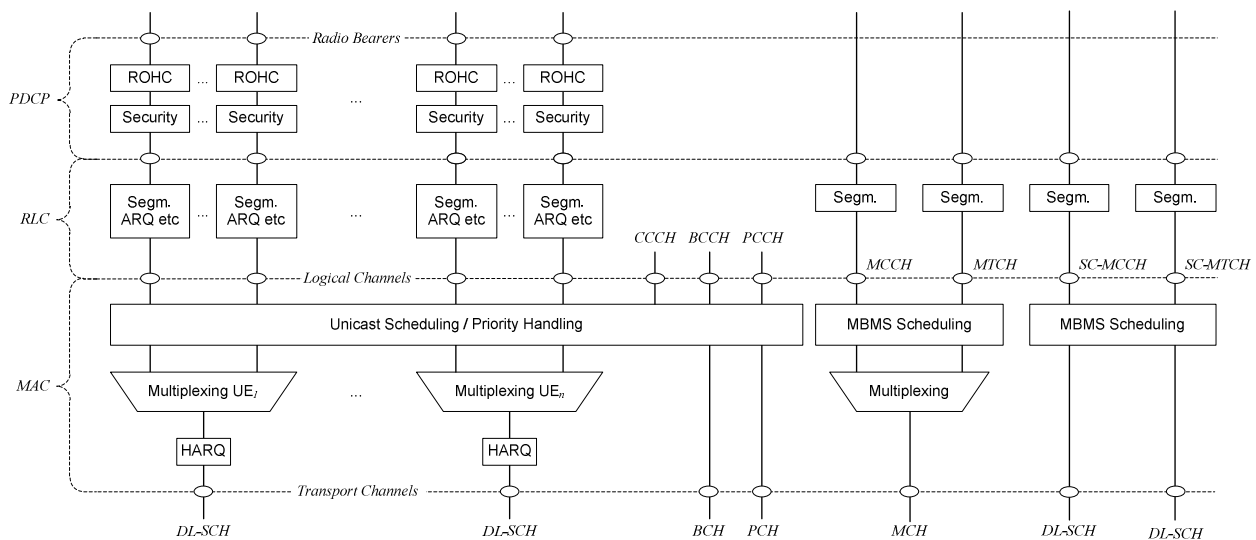 Radio Bearers
ROHC ... ROHC ROHC ... ROHC
PDCP ...
Security ... Security Security ... Security
Segm. ARQ etc ... Segm. ARQ etc ... Segm. ARQ etc ... Segm. ARQ etc Segm. Segm. Segm. Segm.
RLC
CCCH BCCH PCCH
Logical Channels MCCH MTCH SC-MCCH SC-MTCH
Unicast Scheduling / Priority Handling MBMS Scheduling MBMS Scheduling
MAC Multiplexing UE1 ... Multiplexing UEn Multiplexing
HARQ HARQ
Transport Channels
DL-SCH DL-SCH BCH PCH MCH DL-SCH DL-SCH